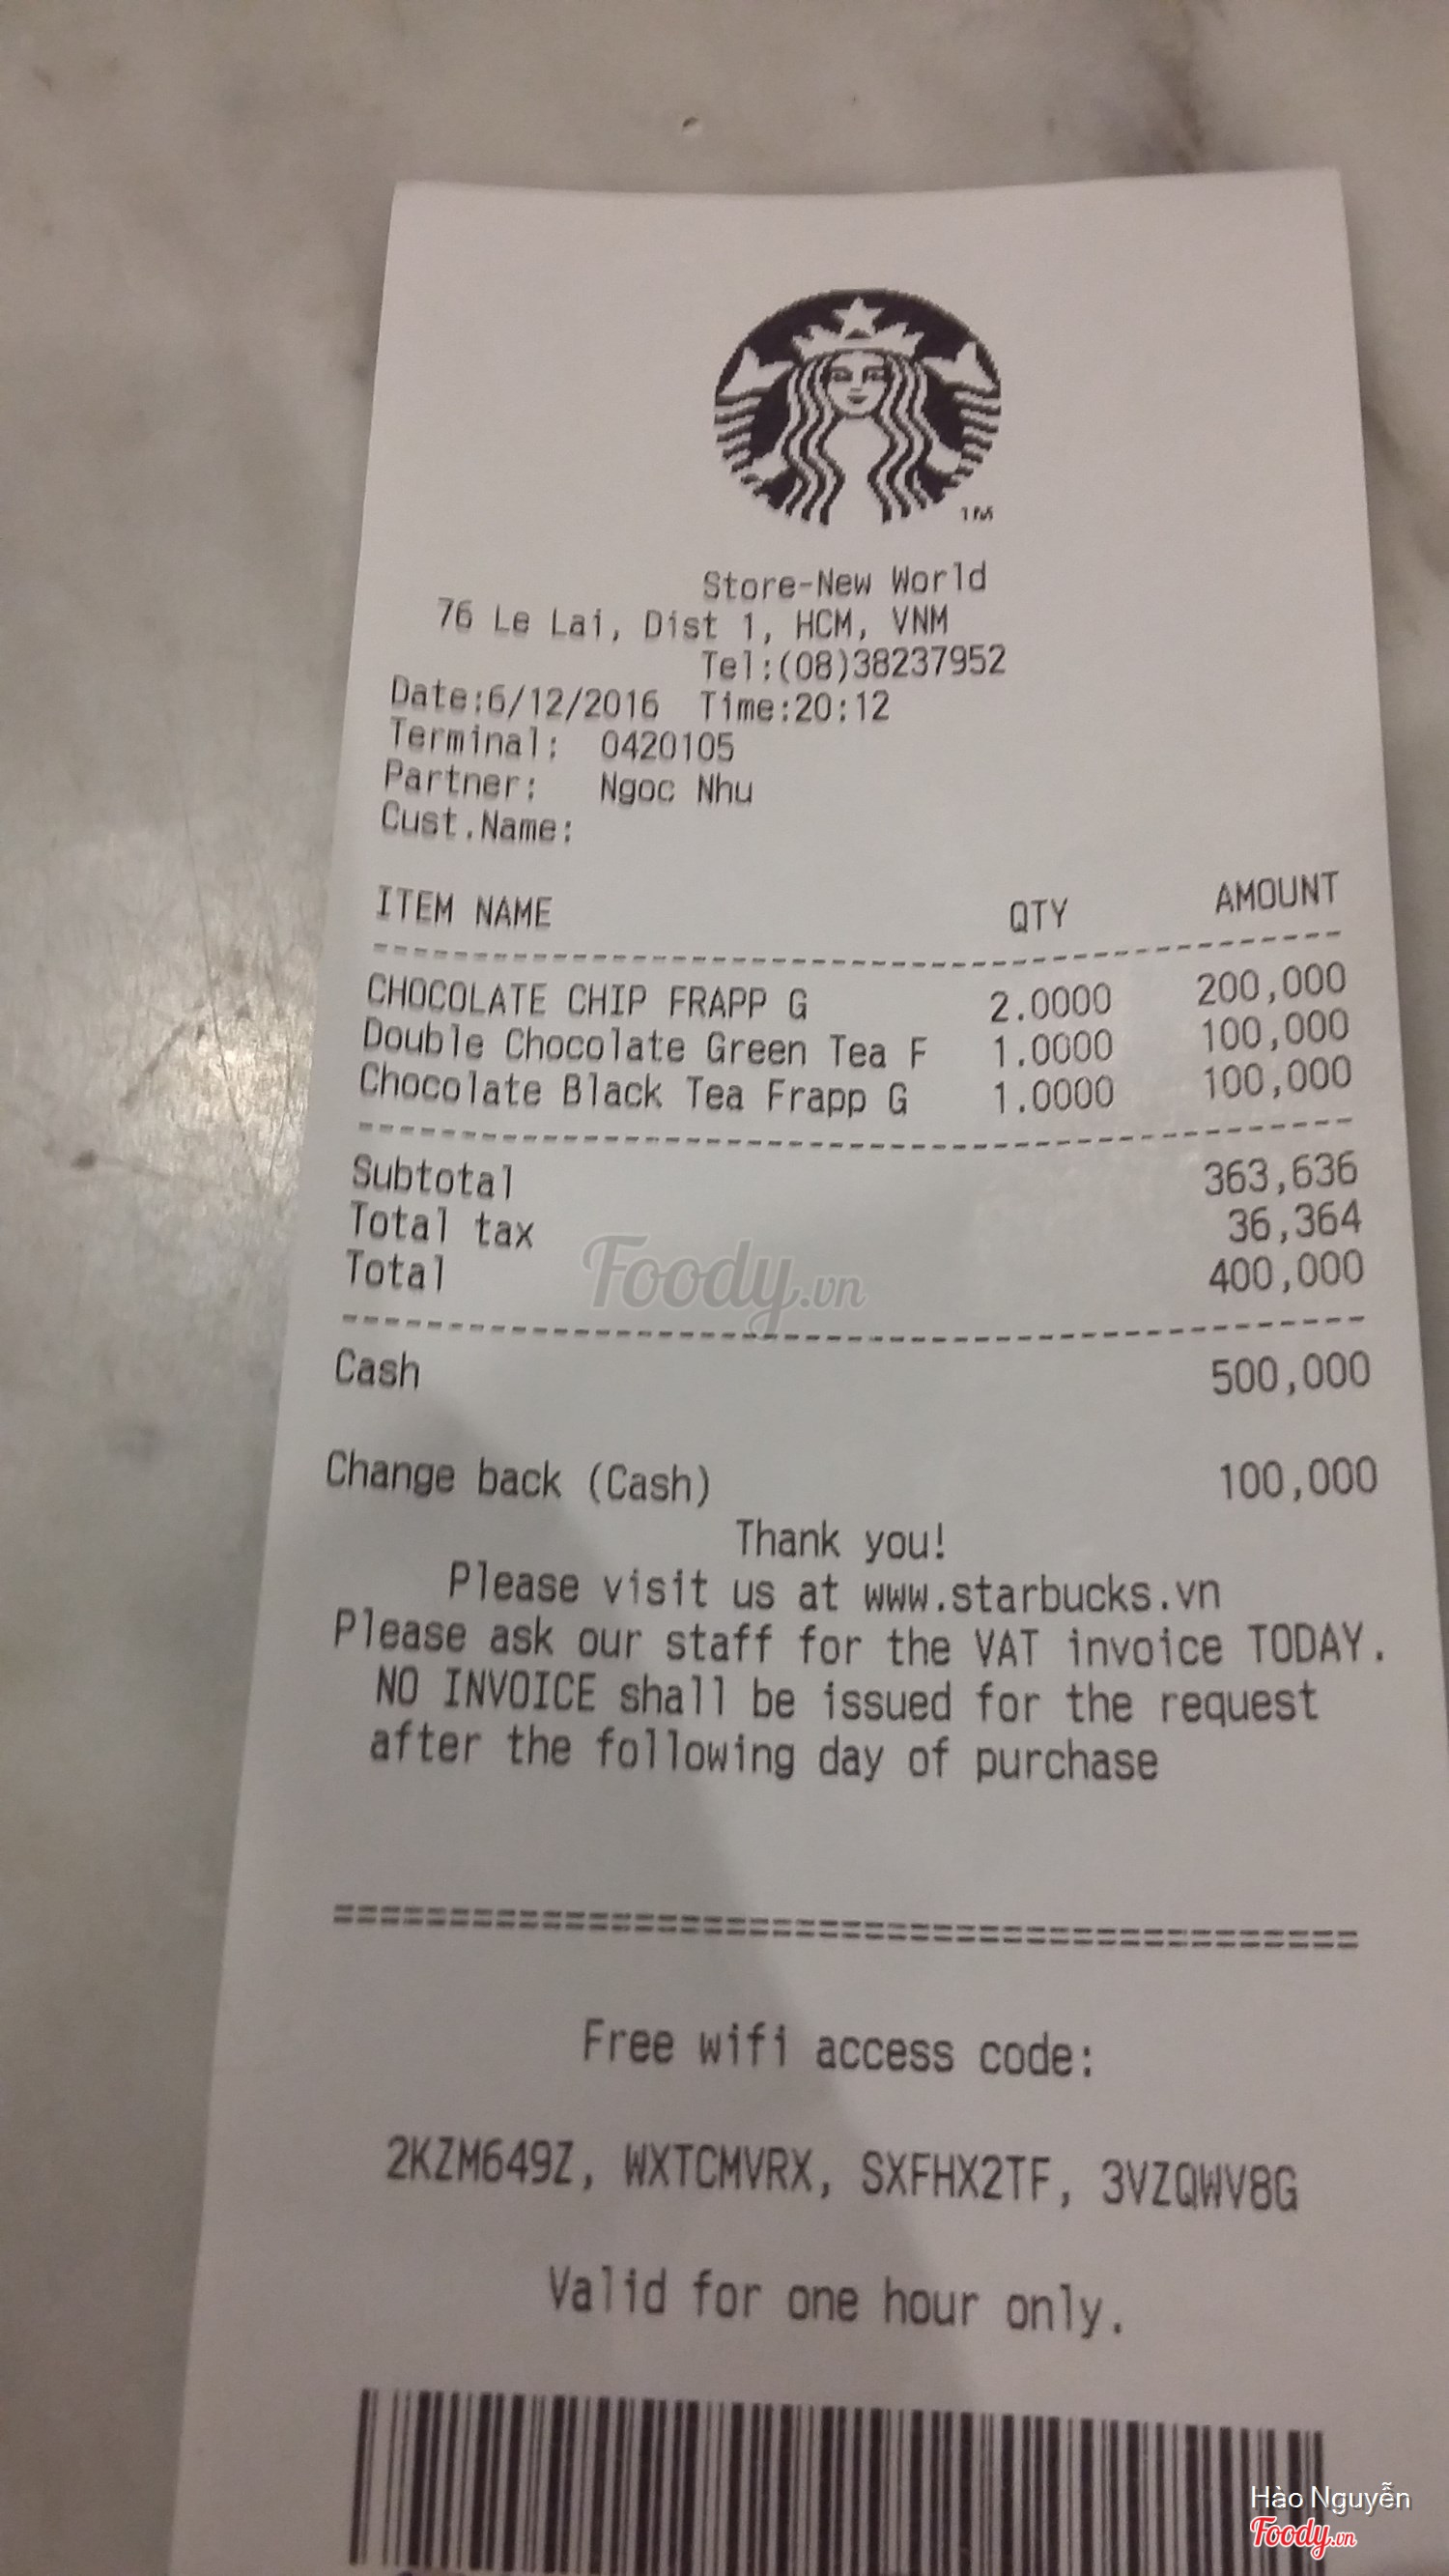 TM
Store-New World
76 Le Lai, Dist 1, HCM, VNM
Tel:(08)38237952
Date:6/12/2016 Time:20:12
Terminal: 0420105
Partner: Ngoc Nhu
Cust.Name:
ITEM NAME QTY AMOUNT
CHOCOLATE CHIP FRAPP G 2.0000 200,000
Double Chocolate Green Tea F 1.0000 100,000
Chocolate Black Tea Frapp G 1.0000 100,000
Subtotal 363,636
Total tax 36,364
Total 400,000
Foody.vn
Cash 500,000
Change back (Cash) 100,000
Thank you!
Please visit us at www.starbucks.vn
Please ask our staff for the VAT invoice TODAY.
NO INVOICE shall be issued for the request
after the following day of purchase
Free wifi access code:
2KZM649Z, WXTCMVRX, SXFHX2TF, 3VZQWV8G
Valid for one hour only.
Hào Nguyễn
Foody.vn